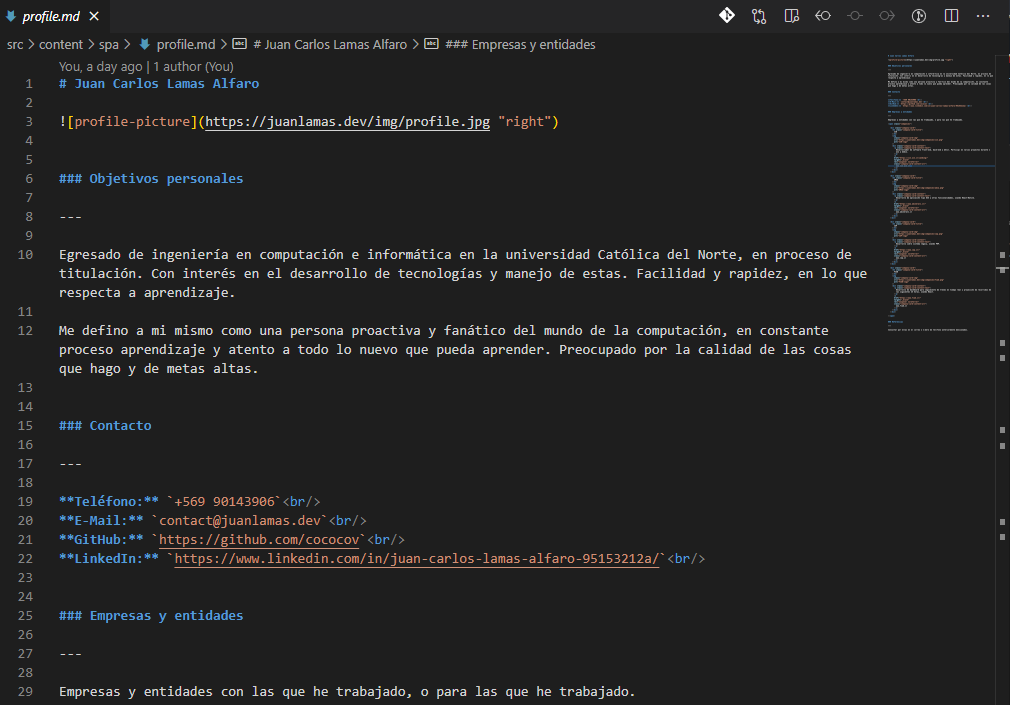 profile.md
src > content > spa > profile.md > # Juan Carlos Lamas Alfaro > ### Empresas y entidades
You, a day ago | 1 author (You)
1 # Juan Carlos Lamas Alfaro
2
3 ![profile-picture](https://juanlamas.dev/img/profile.jpg "right")
4
5
6 ### Objetivos personales
7
8 ---
9
10 Egresado de ingeniería en computación e informática en la universidad Católica del Norte, en proceso de
titulación. Con interés en el desarrollo de tecnologías y manejo de estas. Facilidad y rapidez, en lo que
respecta a aprendizaje.
11
12 Me defino a mi mismo como una persona proactiva y fanático del mundo de la computación, en constante
proceso aprendizaje y atento a todo lo nuevo que pueda aprender. Preocupado por la calidad de las cosas
que hago y de metas altas.
13
14
15 ### Contacto
16
17 ---
18
19 **Teléfono:** `+569 90143906`<br/>
20 **E-Mail:** `contact@juanlamas.dev`<br/>
21 **GitHub:** `https://github.com/cococov`<br/>
22 **LinkedIn:** `https://www.linkedin.com/in/juan-carlos-lamas-alfaro-95153212a/`<br/>
23
24
25 ### Empresas y entidades
26
27 ---
28
29 Empresas y entidades con las que he trabajado, o para las que he trabajado.